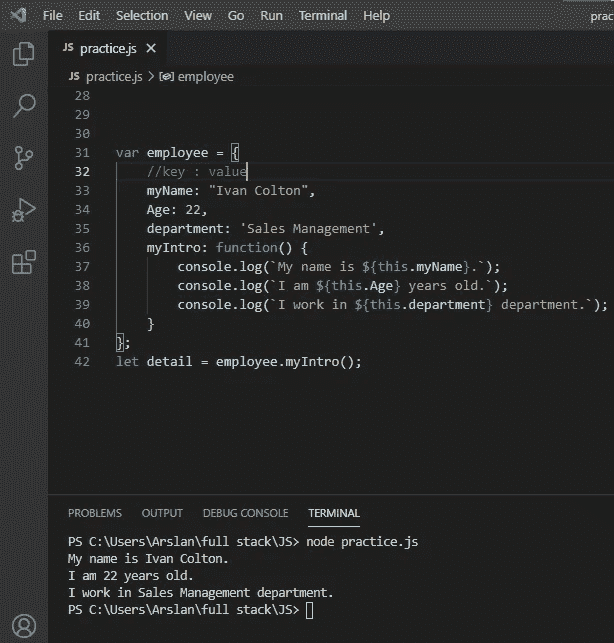 File Edit Selection View Go Run Terminal Help prac
JS practice.js ×
JS practice.js > employee
28
29
30
31 var employee = {
32 //key : value
33 myName: "Ivan Colton",
34 Age: 22,
35 department: 'Sales Management',
36 myIntro: function() {
37 console.log(`My name is ${this.myName}.`);
38 console.log(`I am ${this.Age} years old.`);
39 console.log(`I work in ${this.department} department.`);
40 }
41 };
42 let detail = employee.myIntro();
PROBLEMS OUTPUT DEBUG CONSOLE TERMINAL
PS C:\Users\Arslan\full stack\JS> node practice.js
My name is Ivan Colton.
I am 22 years old.
I work in Sales Management department.
PS C:\Users\Arslan\full stack\JS>